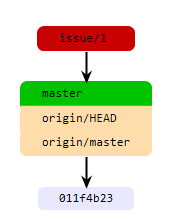 issue/1
master
origin/HEAD
origin/master
011f4b23